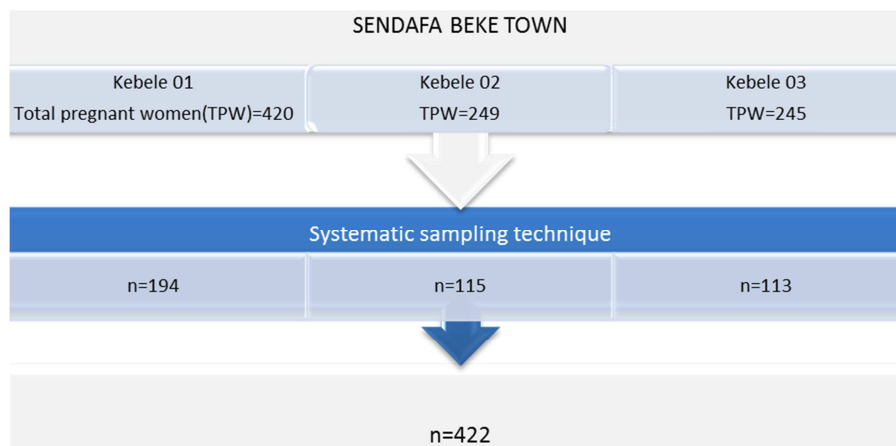 SENDAFA BEKE TOWN
Kebele 01
Total pregnant women(TPW)=420
Kebele 02
TPW=249
Kebele 03
TPW=245
Systematic sampling technique
n=194
n=115
n=113
n=422